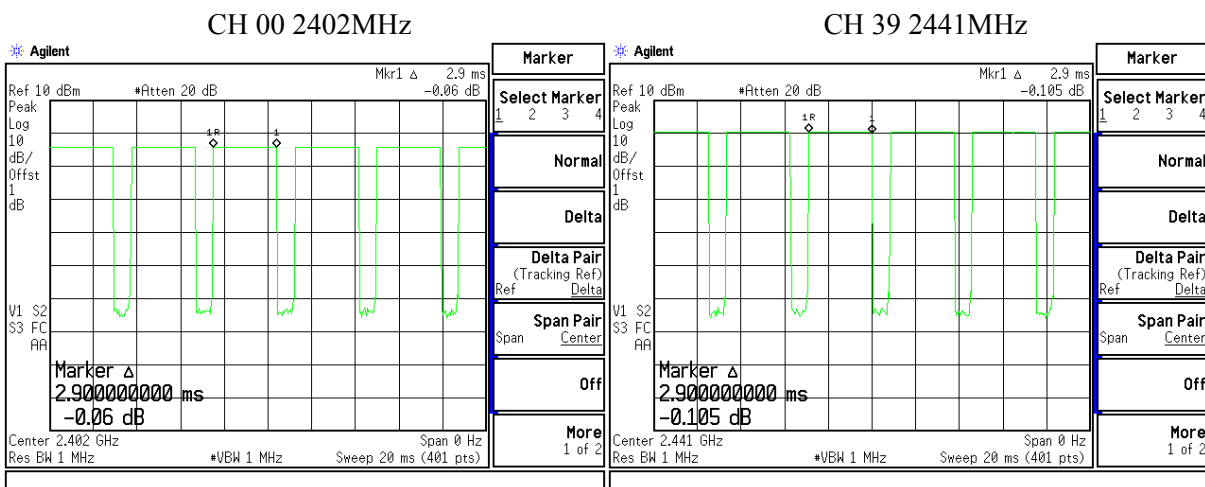 CH 00 2402MHz
Agilent
Marker
Mkr1 Δ 2.9 ms
Ref 10 dBm #Atten 20 dB -0.06 dB
Peak
Log
10
dB/
Offst
1
dB
1R 1
V1 S2
S3 FC
AA
Marker Δ
2.900000000 ms
-0.06 dB
Center 2.402 GHz Span 0 Hz
Res BW 1 MHz #VBW 1 MHz Sweep 20 ms (401 pts)
Select Marker
1 2 3 4
Normal
Delta
Delta Pair
(Tracking Ref)
Ref Delta
Span Pair
Span Center
Off
More
1 of 2
CH 39 2441MHz
Agilent
Marker
Mkr1 Δ 2.9 ms
Ref 10 dBm #Atten 20 dB -0.105 dB
Peak
Log
10
dB/
Offst
1
dB
1R 1
V1 S2
S3 FC
AA
Marker Δ
2.900000000 ms
-0.105 dB
Center 2.441 GHz Span 0 Hz
Res BW 1 MHz #VBW 1 MHz Sweep 20 ms (401 pts)
Select Marker
1 2 3 4
Normal
Delta
Delta Pair
(Tracking Ref)
Ref Delta
Span Pair
Span Center
Off
More
1 of 2